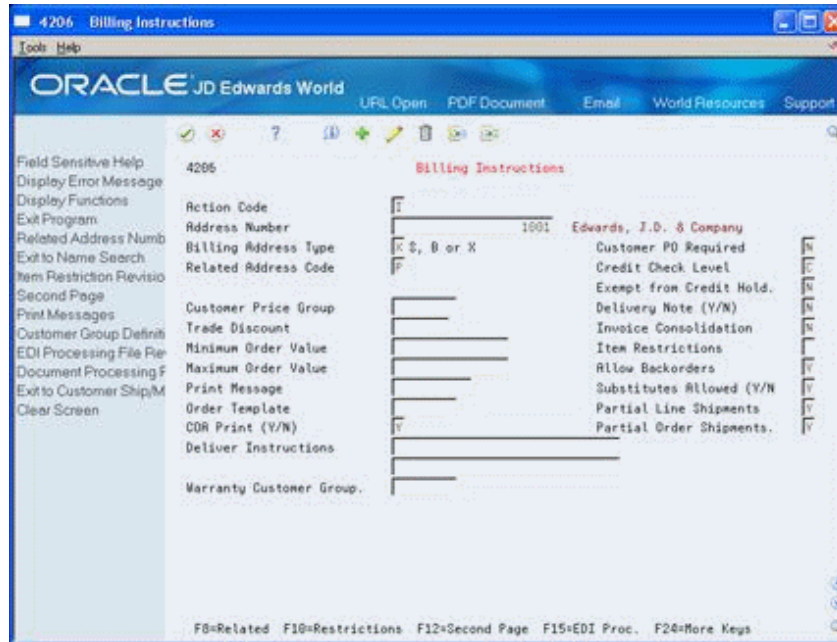 4206 Billing Instructions
Tools Help
ORACLE JD Edwards World
URL Open PDF Document Email World Resources Support
Field Sensitive Help
Display Error Message
Display Functions
Exit Program
Related Address Numb
Exit to Name Search
Item Restriction Revisio
Second Page
Print Messages
Customer Group Definiti
EDI Processing File Rev
Document Processing F
Exit to Customer Ship/M
Clear Screen
4206 Billing Instructions
Action Code I
Address Number 1001 Edwards, J.D. & Company
Billing Address Type X S, B or X Customer PO Required N
Related Address Code P Credit Check Level C
Exempt from Credit Hold. N
Customer Price Group Delivery Note (Y/N) N
Trade Discount Invoice Consolidation N
Minimum Order Value Item Restrictions
Maximum Order Value Allow Backorders Y
Print Message Substitutes Allowed (Y/N Y
Order Template Partial Line Shipments Y
COA Print (Y/N) Y Partial Order Shipments. Y
Deliver Instructions
Warranty Customer Group.
F8=Related F10=Restrictions F12=Second Page F15=EDI Proc. F24=More Keys